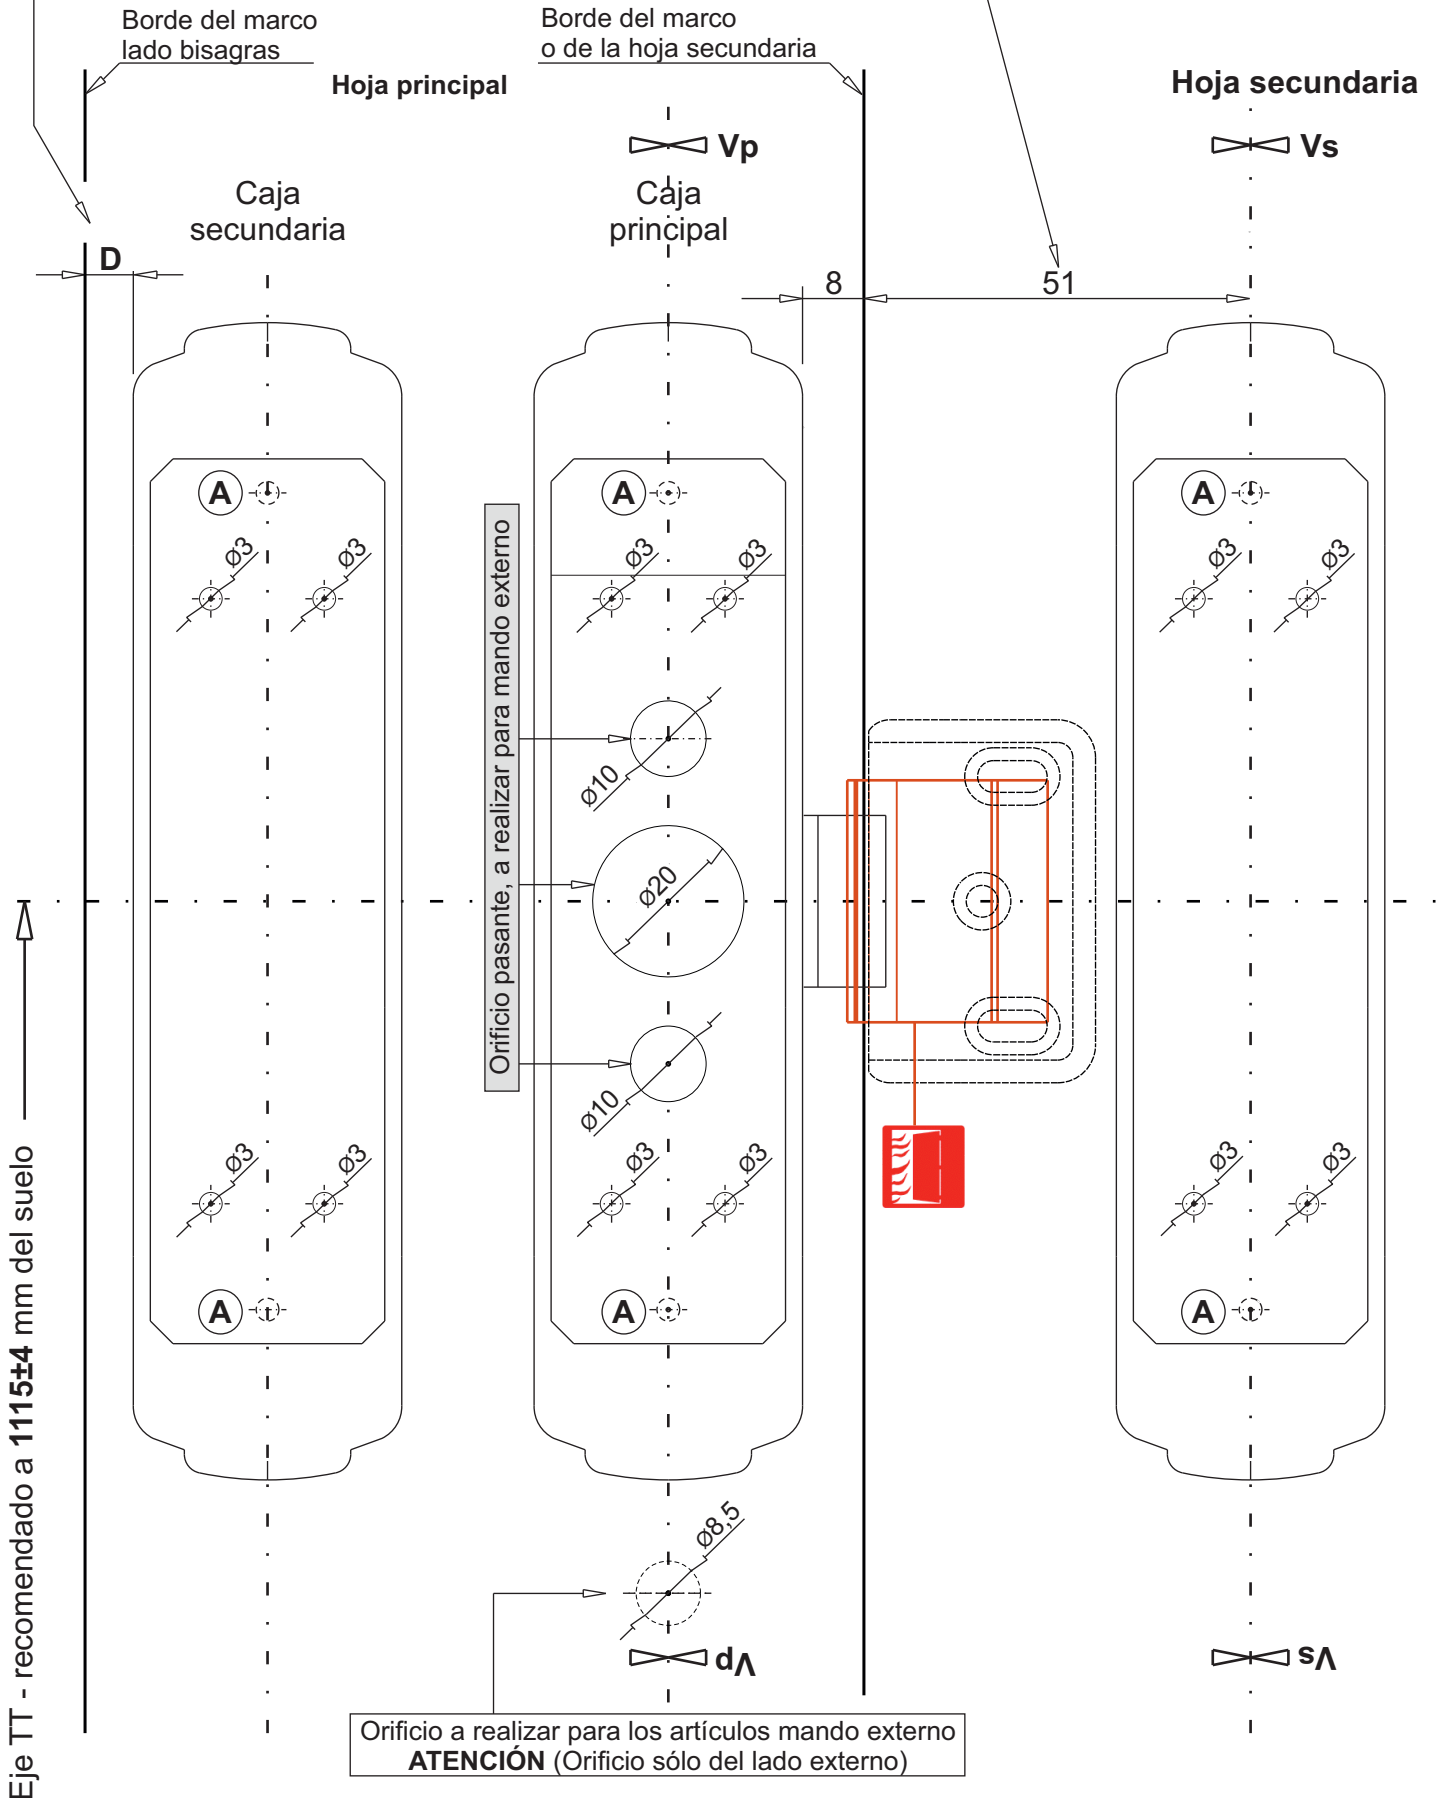 Borde del marco
lado bisagras
Borde del marco
o de la hoja secundaria
Hoja principal
Hoja secundaria
Vp
Vs
Caja
secundaria
Caja
principal
D
8
51
A
A
A
Ø3
Ø3
Ø3
Ø3
Ø3
Ø3
Orificio pasante, a realizar para mando externo
Ø10
Ø20
Ø10
Ø3
Ø3
Ø3
Ø3
Ø3
Ø3
A
A
A
Eje TT - recomendado a 1115±4 mm del suelo
Ø8,5
Vp
Vs
Orificio a realizar para los artículos mando externo
ATENCIÓN (Orificio sólo del lado externo)